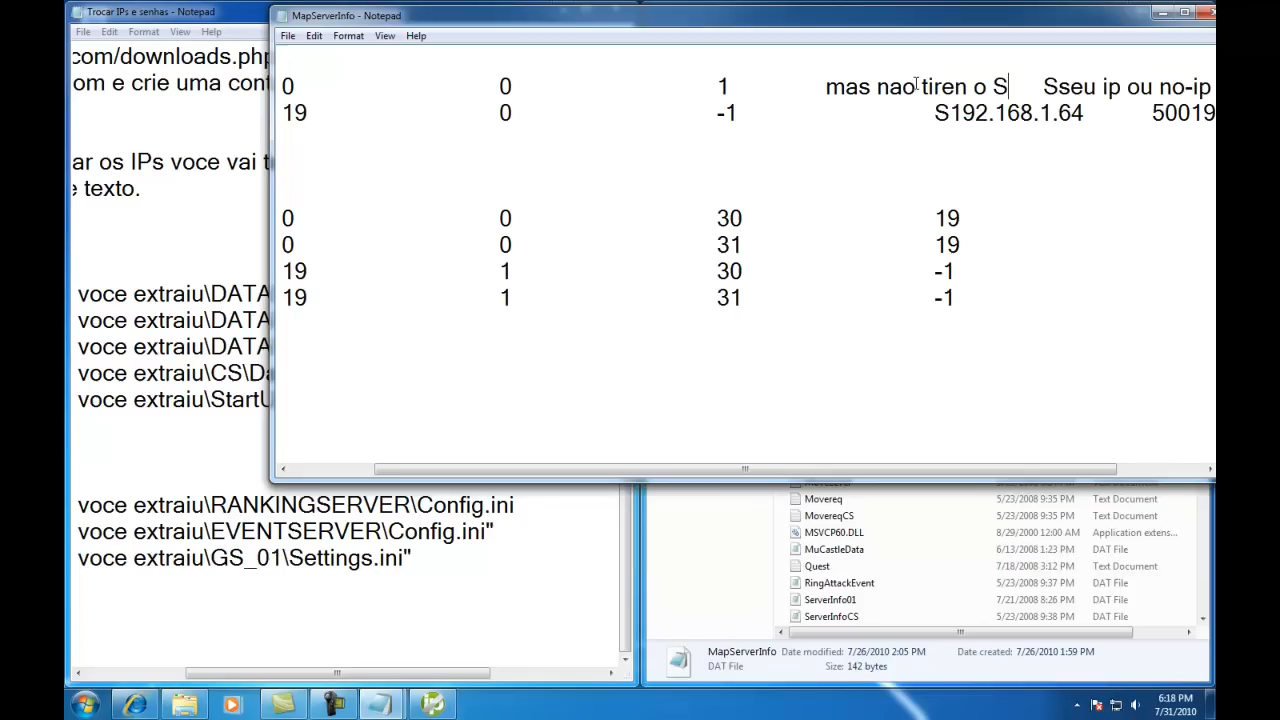 Trocar IPs e senhas - Notepad
File Edit Format View Help
com/downloads.php
om e crie uma cont
ar os IPs voce vai t
e texto.
voce extraiu\DATA
voce extraiu\DATA
voce extraiu\DATA
voce extraiu\CS\Da
voce extraiu\StartU
voce extraiu\RANKINGSERVER\Config.ini
voce extraiu\EVENTSERVER\Config.ini"
voce extraiu\GS_01\Settings.ini"
MapServerInfo - Notepad
File Edit Format View Help
0 0 1 mas nao tiren o S Sseu ip ou no-ip
19 0 -1 S192.168.1.64 50019
0 0 30 19
0 0 31 19
19 1 30 -1
19 1 31 -1
Movereq 5/23/2008 9:35 PM Text Document
MovereqCS 5/23/2008 9:35 PM Text Document
MSVCP60.DLL 8/29/2000 12:00 AM Application extens...
MuCastleData 6/13/2008 1:23 PM DAT File
Quest 7/18/2008 3:12 PM Text Document
RingAttackEvent 5/23/2008 9:37 PM DAT File
ServerInfo01 7/21/2008 8:26 PM DAT File
ServerInfoCS 5/23/2008 9:36 PM DAT File
MapServerInfo Date modified: 7/26/2010 2:05 PM Date created: 7/26/2010 1:59 PM
DAT File Size: 142 bytes
6:18 PM
7/31/2010